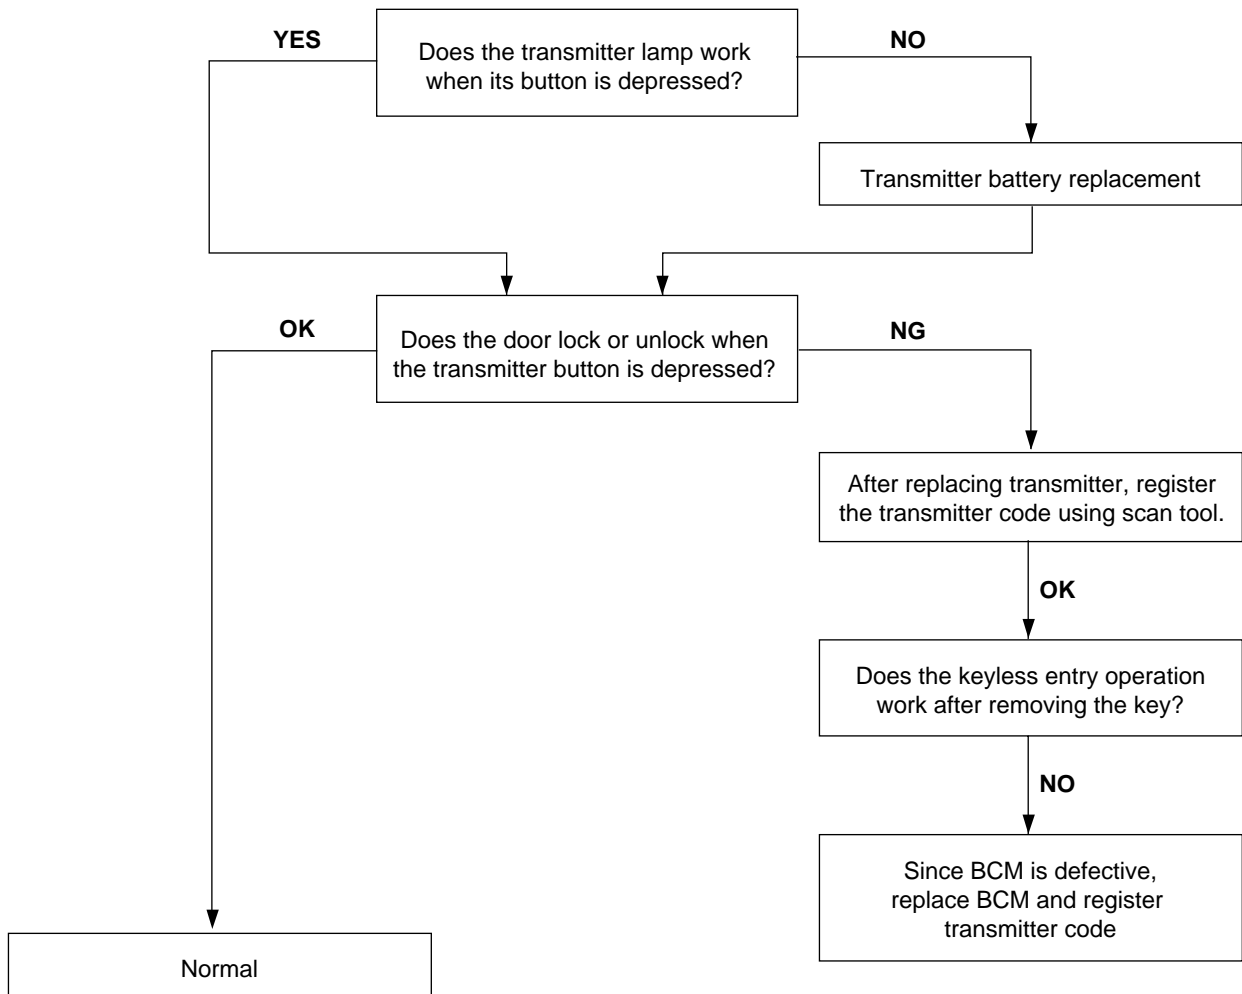 YES
Does the transmitter lamp work
when its button is depressed?
NO
Transmitter battery replacement
OK
Does the door lock or unlock when
the transmitter button is depressed?
NG
After replacing transmitter, register
the transmitter code using scan tool.
OK
Does the keyless entry operation
work after removing the key?
NO
Since BCM is defective,
replace BCM and register
transmitter code
Normal